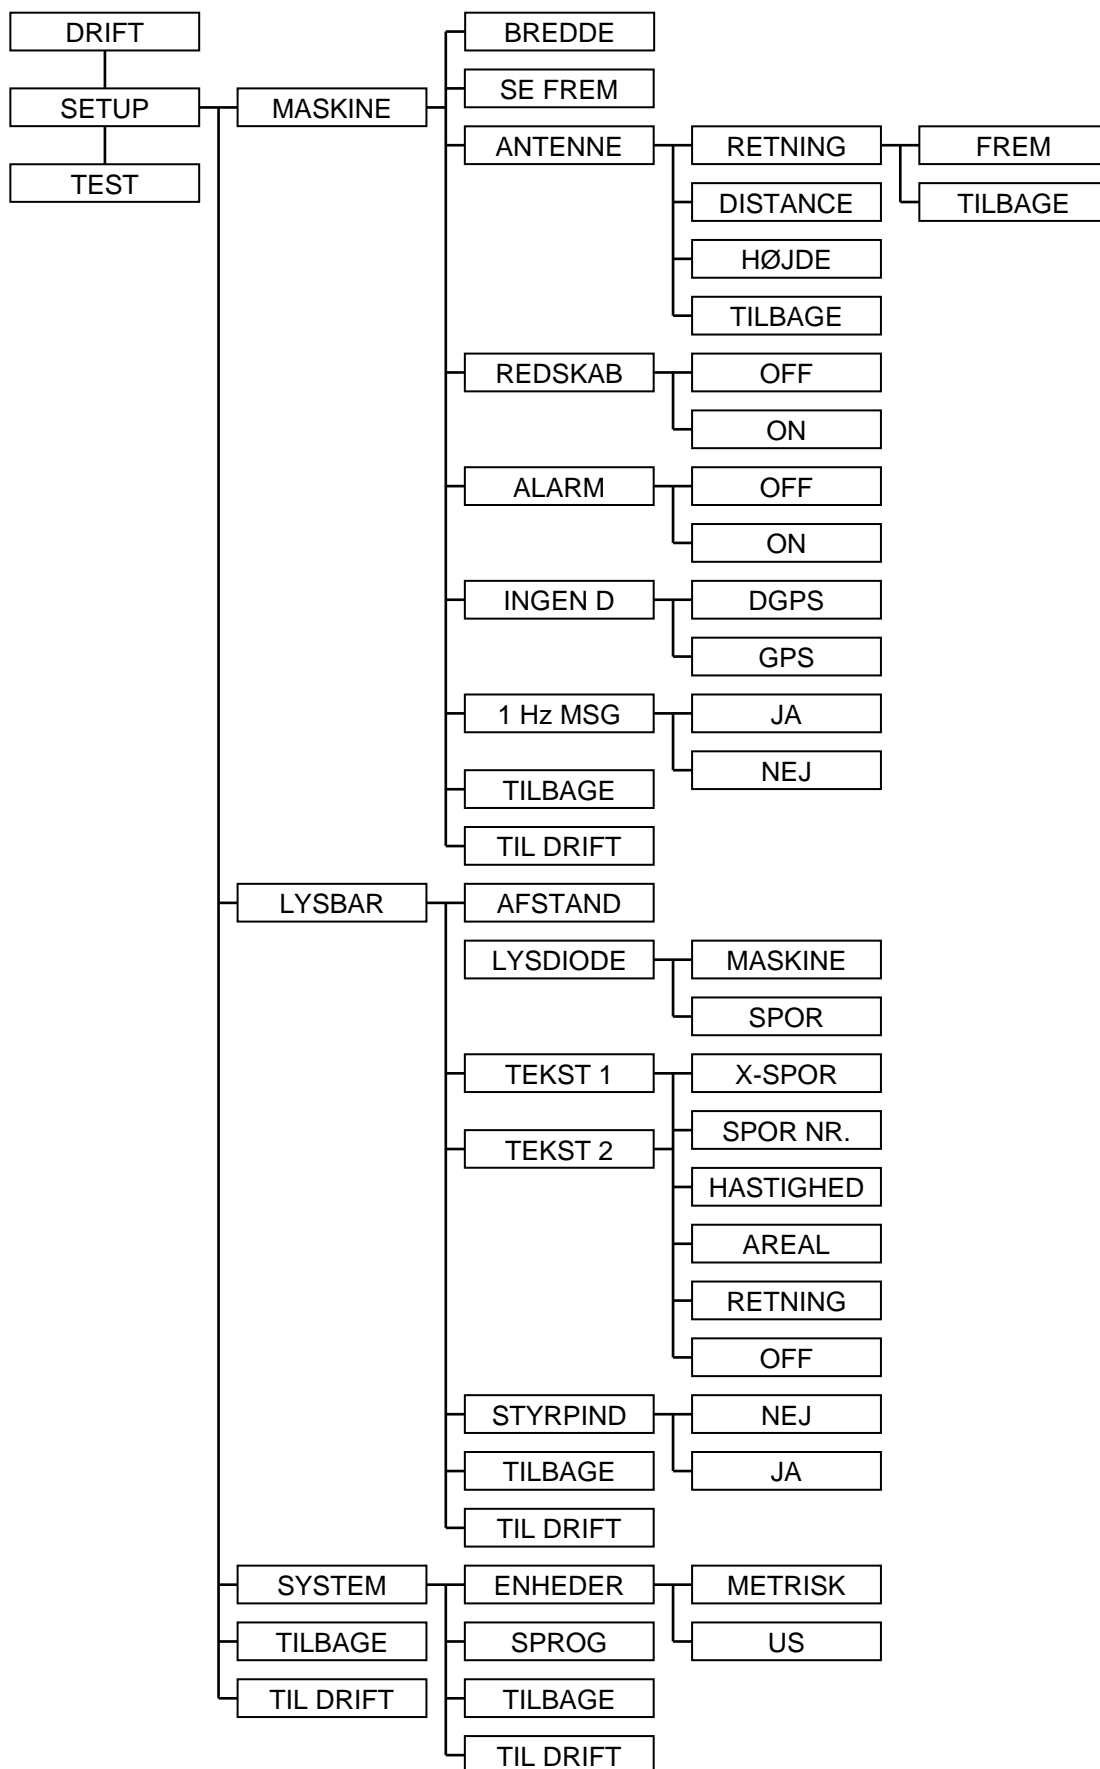 DRIFT
BREDDE
SE FREM
SETUP
MASKINE
ANTENNE
RETNING
FREM
TEST
DISTANCE
TILBAGE
HØJDE
TILBAGE
REDSKAB
OFF
ON
ALARM
OFF
ON
INGEN D
DGPS
GPS
1 Hz MSG
JA
NEJ
TILBAGE
TIL DRIFT
LYSBAR
AFSTAND
LYSDIODE
MASKINE
SPOR
TEKST 1
X-SPOR
TEKST 2
SPOR NR.
HASTIGHED
AREAL
RETNING
OFF
STYRPIND
NEJ
TILBAGE
JA
TIL DRIFT
SYSTEM
ENHEDER
METRISK
TILBAGE
SPROG
US
TIL DRIFT
TILBAGE
TIL DRIFT